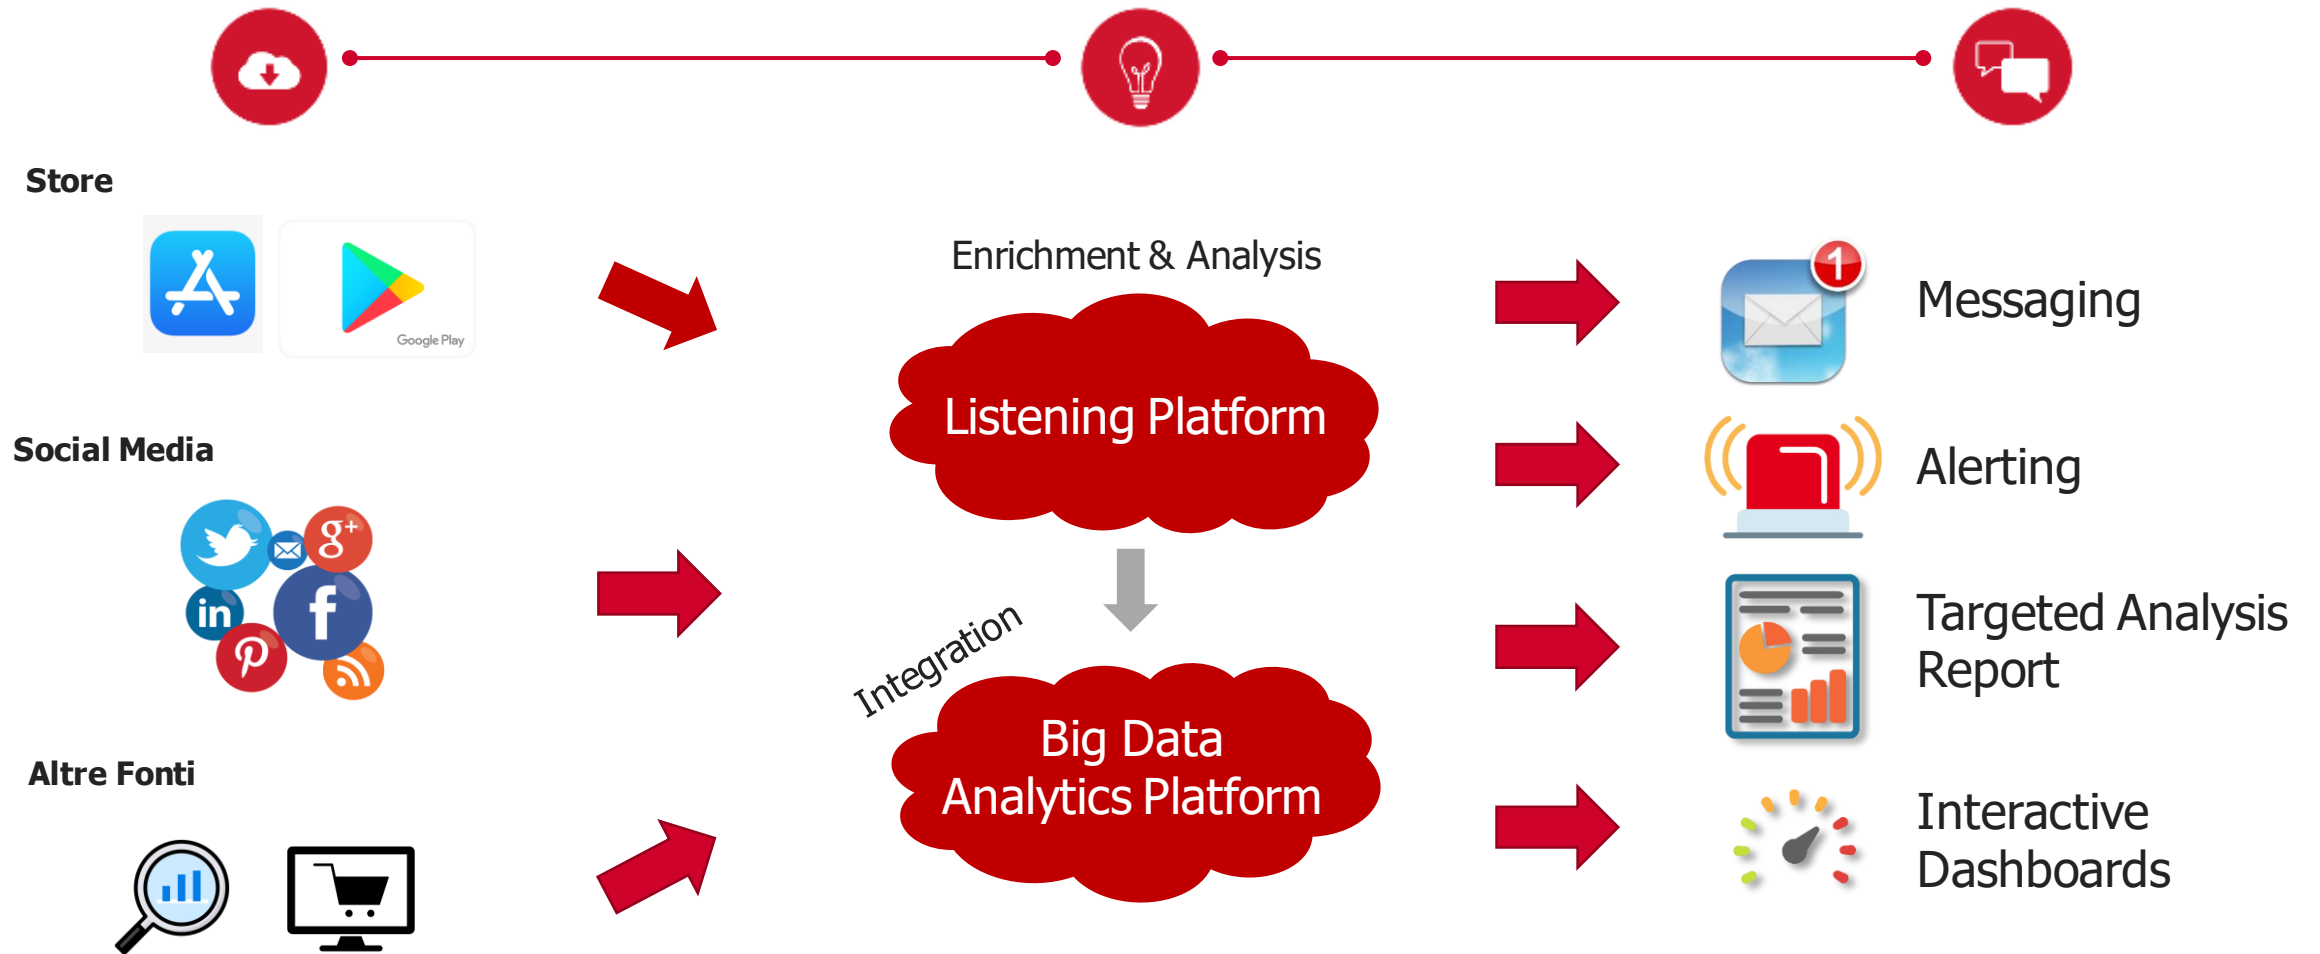 Store
Google Play
Social Media
g+
in
f
Altre Fonti
Enrichment & Analysis
Listening Platform
Integration
Big Data
Analytics Platform
1
Messaging
Alerting
Targeted Analysis
Report
Interactive
Dashboards